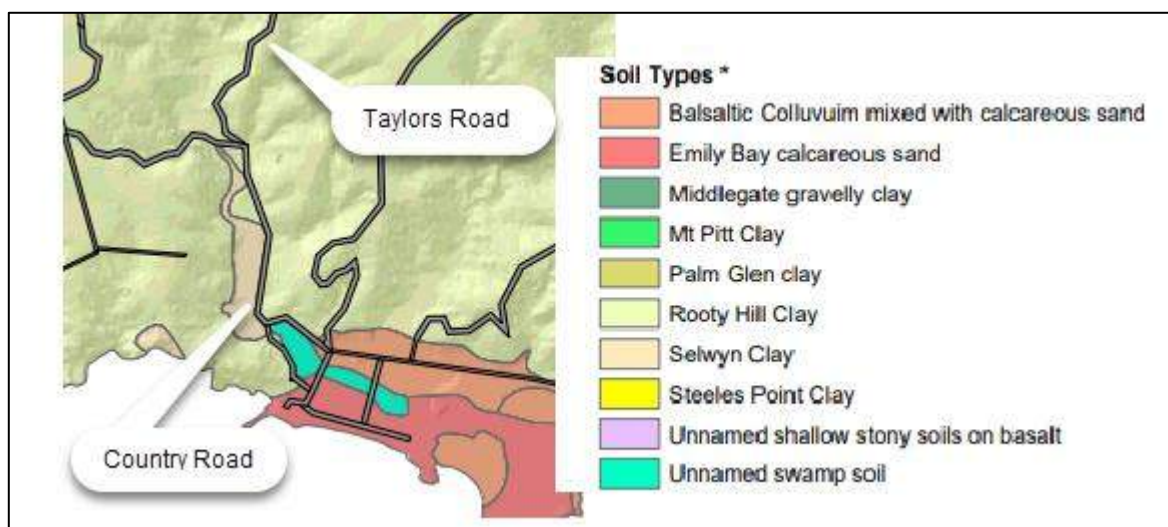 Taylors Road
Country Road
Soil Types *
Balsaltic Colluvuim mixed with calcareous sand
Emily Bay calcareous sand
Middlegate gravelly clay
Mt Pitt Clay
Palm Glen clay
Rooty Hill Clay
Selwyn Clay
Steeles Point Clay
Unnamed shallow stony soils on basalt
Unnamed swamp soil